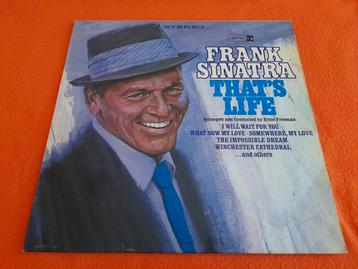 STEREO
FRANK
SINATRA
THAT'S
LIFE
Arranged and Conducted by Ernie Freeman
I WILL WAIT FOR YOU
WHAT NOW MY LOVE · SOMEWHERE, MY LOVE
THE IMPOSSIBLE DREAM
WINCHESTER CATHEDRAL
...and others